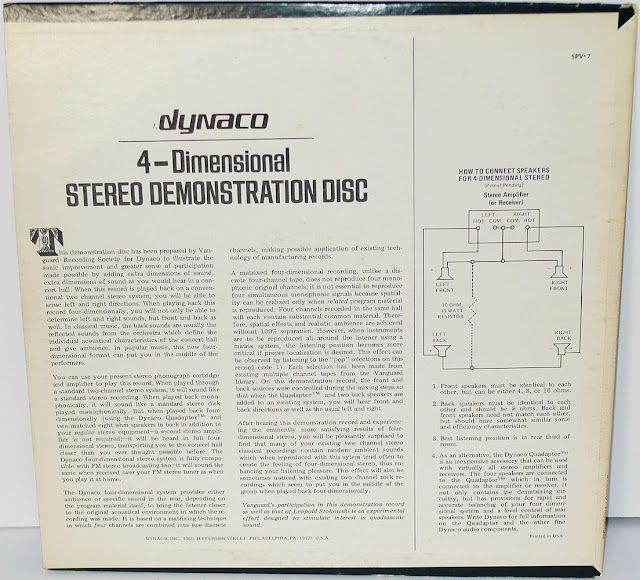 SPV-7
dynaco
4-Dimensional
STEREO DEMONSTRATION DISC
This demonstration disc has been prepared by Van-
guard Recording Society for Dynaco to illustrate the
sonic improvement and greater sense of participation
made possible by adding extra dimensions of sound,
extra dimensions of sound as you would hear in a con-
cert hall. When this record is played back on a conven-
tional two channel stereo system, you will be able to
sense left and right directions. When playing back this
record four-dimensionally, you will not only be able to
determine left and right sounds, but front and back as
well. In classical music, the back sounds are usually the
reflected sounds from the orchestra which define the
individual acoustical characteristics of the concert hall
and give ambience. In popular music, this new four-
dimensional format can put you in the middle of the
performers.
You can use your present stereo phonograph cartridge
and amplifier to play this record. When played through
a standard two-channel stereo system, it will sound like
a standard stereo recording. When played back mono-
phonically, it will sound like a standard stereo disk
played monophonically. But when played back four-
dimensionally (using the Dynaco Quadaptor™ and
two matched eight ohm speakers in back in addition to
your regular stereo equipment—a second stereo ampli-
fier is not required)—it will be heard in full four-
dimensional stereo, transporting you to the concert hall
closer than you ever thought possible before. The
Dynaco four-dimensional stereo system is fully compa-
tible with FM stereo broadcasting too—it will sound the
same when received over your FM stereo tuner as when
you play it at home.
The Dynaco four-dimensional system provides either
ambience or specific sound in the rear, depending on
the program material itself, to bring the listener closer
to the original acoustical environment in which the re-
cording was made. It is based on a matrixing technique
in which four channels are combined into two discrete
channels, making possible application of existing tech-
nology of manufacturing records.
A matrixed four-dimensional recording, unlike a dis-
crete four-channel tape, does not reproduce four mono-
phonic original channels; it is not essential to reproduce
four simultaneous monophonic signals because spatial-
ity can be realized only when related program material
is reproduced. Four channels recorded in the same hall
will each contain substantial common material. There-
fore, spatial effects and realistic ambience are achieved
without 100% separation. However, when instruments
are to be reproduced all around the listener using a
matrix system, the listening position becomes more
critical if proper localization is desired. This effect can
be observed by listening to the "pop" selections on this
record (side 1). Each selection has been made from
existing multiple channel tapes from the Vanguard
library. On this demonstration record, the front and
back sources were controlled during the mixing steps so
that when the Quadaptor™ and two back speakers are
added to an existing system, you will hear front and
back directions as well as the usual left and right.
After hearing this demonstration record and experienc-
ing the eminently more satisfying results of four-
dimensional stereo, you will be pleasantly surprised to
find that many of your existing two channel stereo
classical recordings contain random ambient sounds
which when reproduced with this sytem tend often to
create the feeling of four-dimensional stereo, thus en-
hancing your listening pleasure. This effect will also be
sometimes noticed with existing two channel rock re-
cordings which seem to put you in the middle of the
group when played back four-dimensionally.
Vanguard's participation in this demonstration record
as well as that of Leopold Stokowski is an experimental
effort designed to stimulate interest in quadrasonic
sound.
DYNACO, INC. 3060 JEFFERSON STREET PHILADELPHIA, PA. 19121 U.S.A.
HOW TO CONNECT SPEAKERS
FOR 4-DIMENSIONAL STEREO
(Patent Pending)
Stereo Amplifier
(or Receiver)
LEFT RIGHT
HOT COM. COM. HOT
LEFT
FRONT
RIGHT
FRONT
10 OHM,
10 WATT
RESISTOR
LEFT
BACK
RIGHT
BACK
1. Front speakers must be identical to each
other, but can be either 4, 8, or 16 ohms.
2. Back speakers must be identical to each
other and should be 8 ohms. Back and
front speakers need not match each other,
but should have somewhat similar sonic
and efficiency characteristics.
3. Best listening position is in rear third of
room.
4. As an alternative, the Dynaco Quadaptor™
is an inexpensive accessory that can be used
with virtually all stereo amplifiers and
receivers. The four speakers are connected
to the Quadaptor™ which in turn is
connected to the amplifier or receiver. It
not only contains the dematrixing cir-
cuitry, but has provisions for rapid and
accurate balancing of your four dimen-
sional system and a level control of rear
speakers. Write Dynaco for full information
on the Quadaptor and the other fine
Dynaco audio components.
Printed in USA